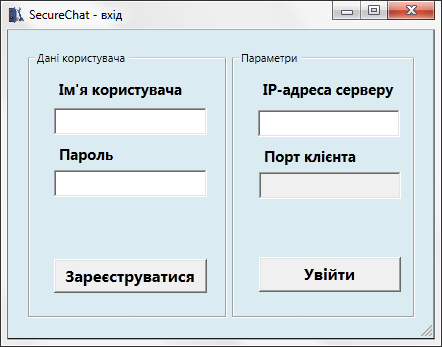 SecureChat - вхід
Дані користувача
Ім'я користувача
Пароль
Зареєструватися
Параметри
IP-адреса серверу
Порт клієнта
Увійти